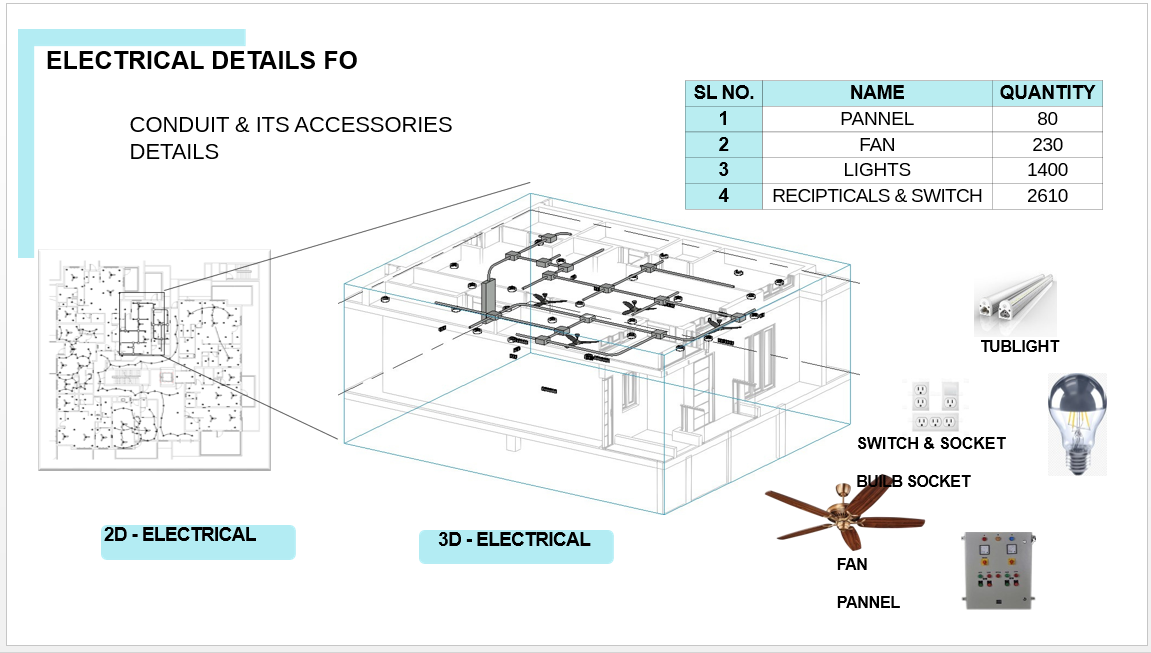 ELECTRICAL DETAILS FO
CONDUIT & ITS ACCESSORIES
DETAILS
SL NO. NAME QUANTITY
1 PANNEL 80
2 FAN 230
3 LIGHTS 1400
4 RECIPTICALS & SWITCH 2610
TUBLIGHT
SWITCH & SOCKET
BUILB SOCKET
2D - ELECTRICAL
3D - ELECTRICAL
FAN
PANNEL